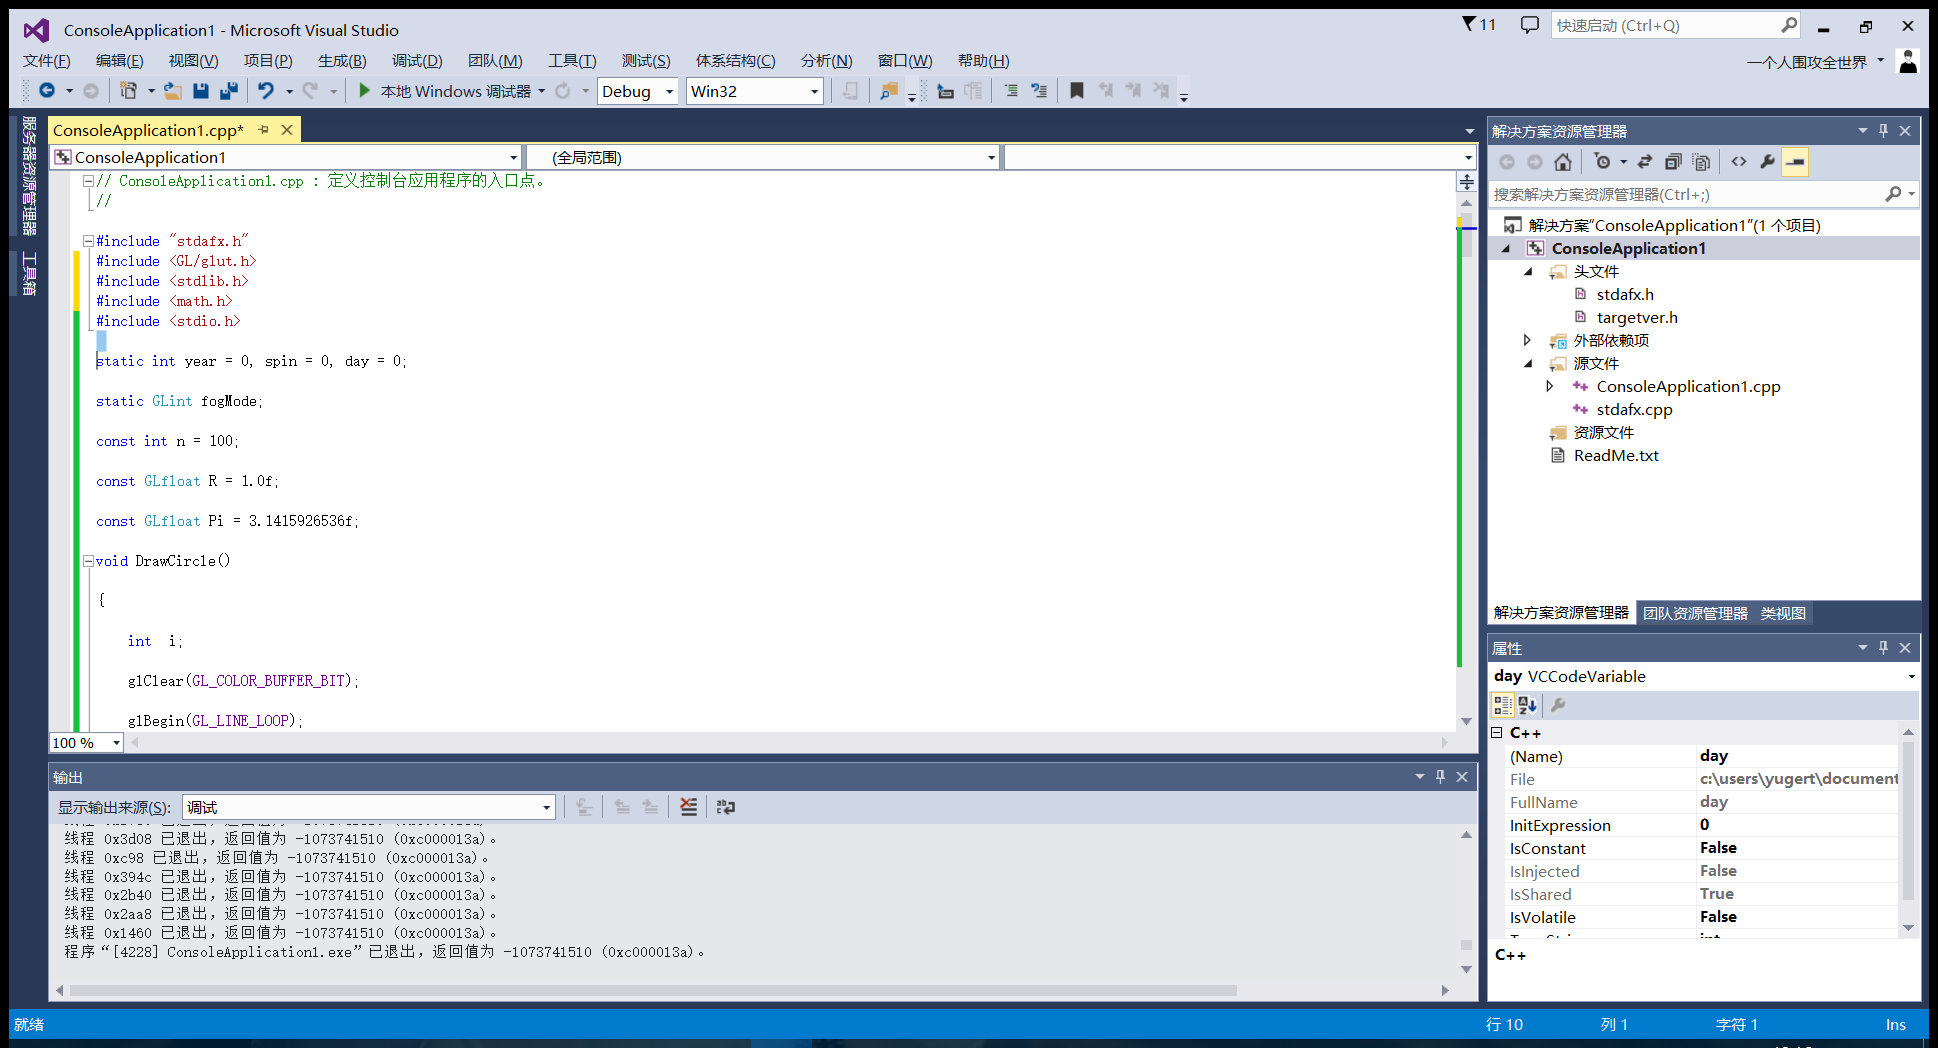 ConsoleApplication1 - Microsoft Visual Studio
11
快速启动 (Ctrl+Q)
文件(F) 编辑(E) 视图(V) 项目(P) 生成(B) 调试(D) 团队(M) 工具(T) 测试(S) 体系结构(C) 分析(N) 窗口(W) 帮助(H)
一个人围攻全世界
本地 Windows 调试器 Debug Win32
服务器资源管理器
工具箱
ConsoleApplication1.cpp*
ConsoleApplication1 (全局范围)
// ConsoleApplication1.cpp : 定义控制台应用程序的入口点。
//
#include "stdafx.h"
#include <GL/glut.h>
#include <stdlib.h>
#include <math.h>
#include <stdio.h>
static int year = 0, spin = 0, day = 0;
static GLint fogMode;
const int n = 100;
const GLfloat R = 1.0f;
const GLfloat Pi = 3.1415926536f;
void DrawCircle()
{
int i;
glClear(GL_COLOR_BUFFER_BIT);
glBegin(GL_LINE_LOOP);
100 %
输出
显示输出来源(S): 调试
线程 0x3d08 已退出，返回值为 -1073741510 (0xc000013a)。
线程 0xc98 已退出，返回值为 -1073741510 (0xc000013a)。
线程 0x394c 已退出，返回值为 -1073741510 (0xc000013a)。
线程 0x2b40 已退出，返回值为 -1073741510 (0xc000013a)。
线程 0x2aa8 已退出，返回值为 -1073741510 (0xc000013a)。
线程 0x1460 已退出，返回值为 -1073741510 (0xc000013a)。
程序“[4228] ConsoleApplication1.exe”已退出，返回值为 -1073741510 (0xc000013a)。
解决方案资源管理器
搜索解决方案资源管理器(Ctrl+;)
解决方案“ConsoleApplication1”(1 个项目)
ConsoleApplication1
头文件
stdafx.h
targetver.h
外部依赖项
源文件
ConsoleApplication1.cpp
stdafx.cpp
资源文件
ReadMe.txt
解决方案资源管理器 团队资源管理器 类视图
属性
day VCCodeVariable
C++
(Name) day
File c:\users\yugert\document
FullName day
InitExpression 0
IsConstant False
IsInjected False
IsShared True
IsVolatile False
C++
就绪 行 10 列 1 字符 1 Ins